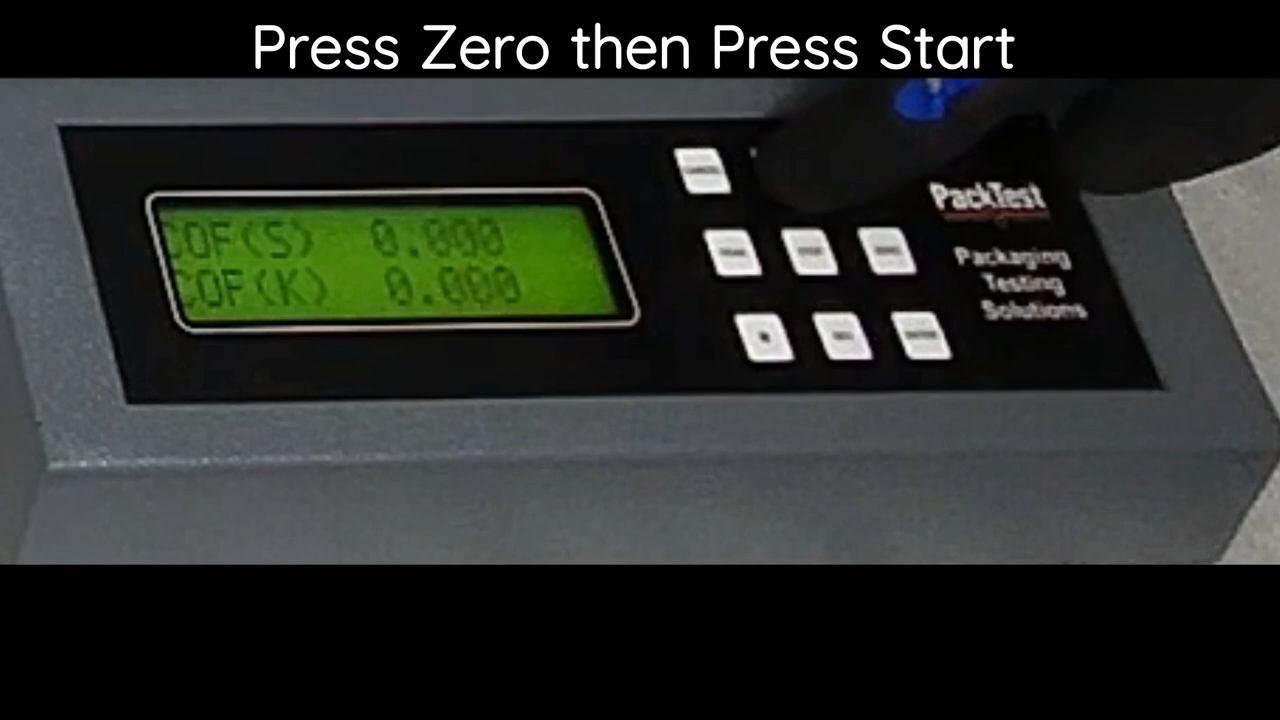 Press Zero then Press Start
COF(S) 0.000
COF(K) 0.000
PackTest
Packaging
Testing
Solutions